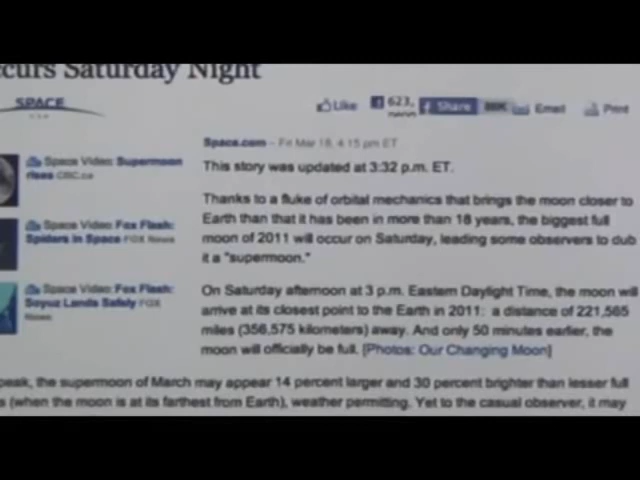 ccurs Saturday Night
SPACE
Like 623, Share 88K Email Print
Space.com - Fri Mar 18, 4:15 pm ET
Space Video: Supermoon
rises CBC.ca
This story was updated at 3:32 p.m. ET.
Space Video: Fox Flash:
Spiders in Space FOX News
Thanks to a fluke of orbital mechanics that brings the moon closer to
Earth than that it has been in more than 18 years, the biggest full
moon of 2011 will occur on Saturday, leading some observers to dub
it a "supermoon."
Space Video: Fox Flash:
Soyuz Lands Safely FOX
News
On Saturday afternoon at 3 p.m. Eastern Daylight Time, the moon will
arrive at its closest point to the Earth in 2011: a distance of 221,565
miles (356,575 kilometers) away. And only 50 minutes earlier, the
moon will officially be full. [Photos: Our Changing Moon]
peak, the supermoon of March may appear 14 percent larger and 30 percent brighter than lesser full
s (when the moon is at its farthest from Earth), weather permitting. Yet to the casual observer, it may